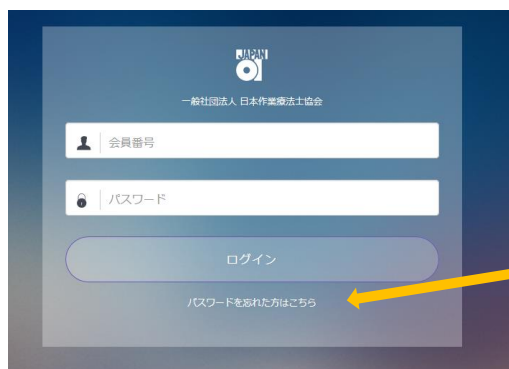 JAPAN
一般社団法人 日本作業療法士協会
会員番号
パスワード
ログイン
パスワードを忘れた方はこちら